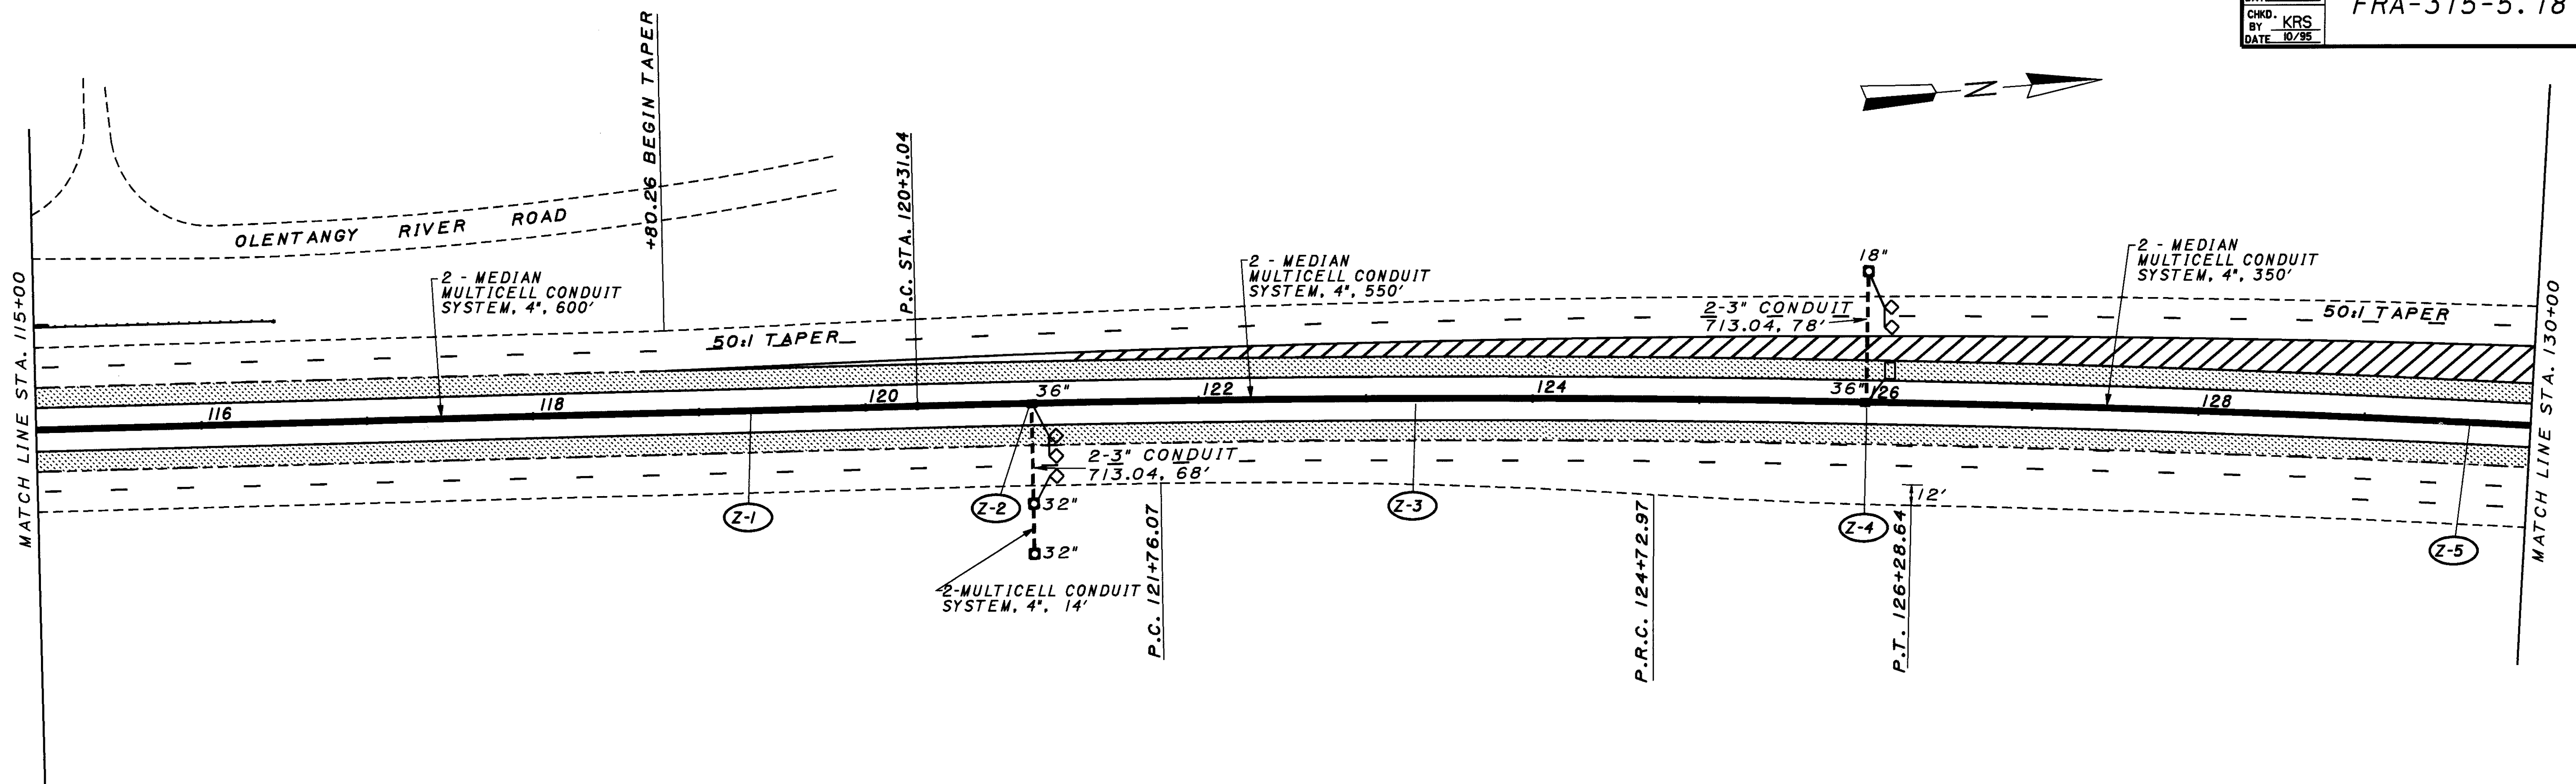 FRA-315-5.18
CHKD.
BY KRS
DATE 10/95
N
MATCH LINE STA. 115+00
OLENTANGY RIVER ROAD
+80.26 BEGIN TAPER
P.C. STA. 120+31.04
2 - MEDIAN
MULTICELL CONDUIT
SYSTEM, 4", 600'
50:1 TAPER
2 - MEDIAN
MULTICELL CONDUIT
SYSTEM, 4", 550'
18"
2-3" CONDUIT
713.04, 78'
2 - MEDIAN
MULTICELL CONDUIT
SYSTEM, 4", 350'
50:1 TAPER
MATCH LINE STA. 130+00
116
118
120
36"
122
124
36"
126
128
2-3" CONDUIT
713.04, 68'
32"
32"
2-MULTICELL CONDUIT
SYSTEM, 4", 14'
Z-1
Z-2
Z-3
Z-4
Z-5
12'
P.C. 121+76.07
P.R.C. 124+72.97
P.T. 126+28.64